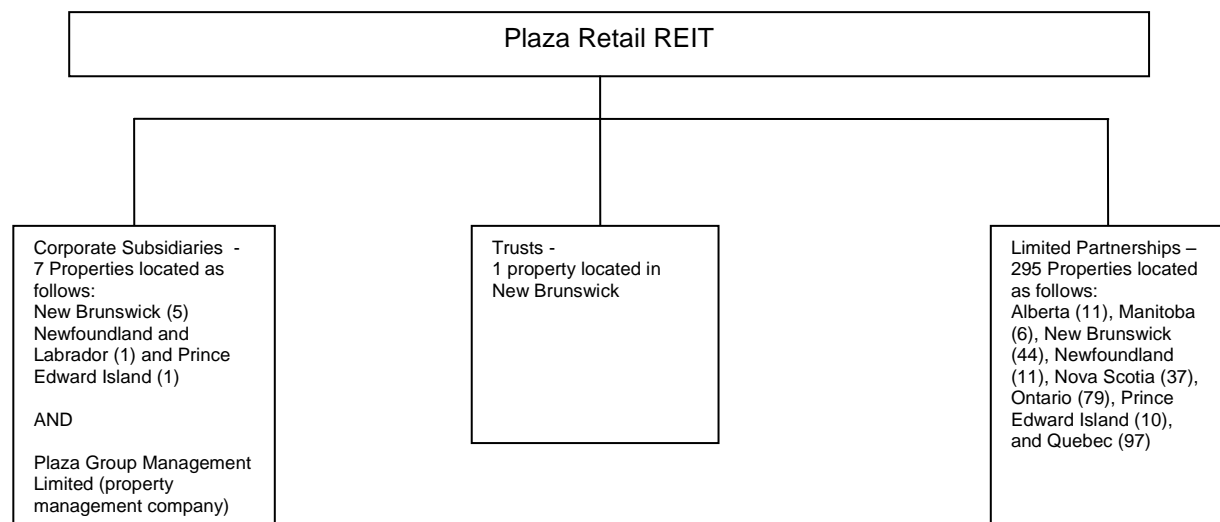 Plaza Retail REIT
Corporate Subsidiaries -
7 Properties located as
follows:
New Brunswick (5)
Newfoundland and
Labrador (1) and Prince
Edward Island (1)
AND
Plaza Group Management
Limited (property
management company)
Trusts -
1 property located in
New Brunswick
Limited Partnerships –
295 Properties located
as follows:
Alberta (11), Manitoba
(6), New Brunswick
(44), Newfoundland
(11), Nova Scotia (37),
Ontario (79), Prince
Edward Island (10),
and Quebec (97)